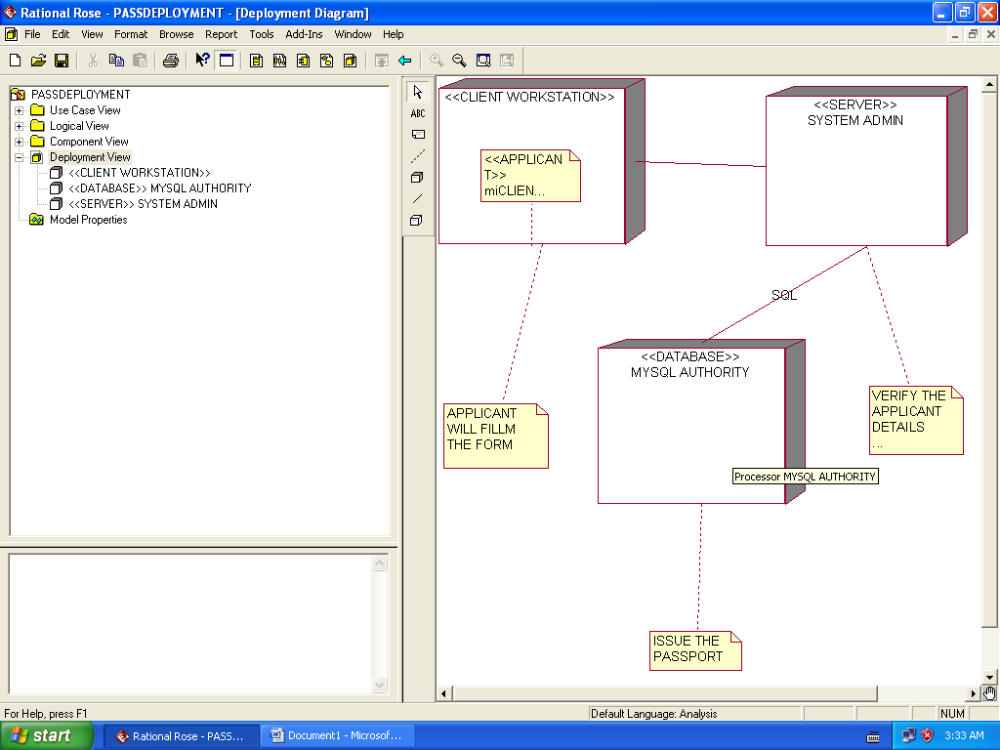 Rational Rose - PASSDEPLOYMENT - [Deployment Diagram]
File Edit View Format Browse Report Tools Add-Ins Window Help
ABC
PASSDEPLOYMENT
Use Case View
Logical View
Component View
Deployment View
<<CLIENT WORKSTATION>>
<<DATABASE>> MYSQL AUTHORITY
<<SERVER>> SYSTEM ADMIN
Model Properties
<<CLIENT WORKSTATION>>
<<APPLICAN
T>>
miCLIEN...
<<SERVER>>
SYSTEM ADMIN
SQL
<<DATABASE>>
MYSQL AUTHORITY
APPLICANT
WILL FILLM
THE FORM
VERIFY THE
APPLICANT
DETAILS
...
Processor MYSQL AUTHORITY
ISSUE THE
PASSPORT
For Help, press F1
Default Language: Analysis
NUM
start
Rational Rose - PASS...
Document1 - Microsof...
3:33 AM